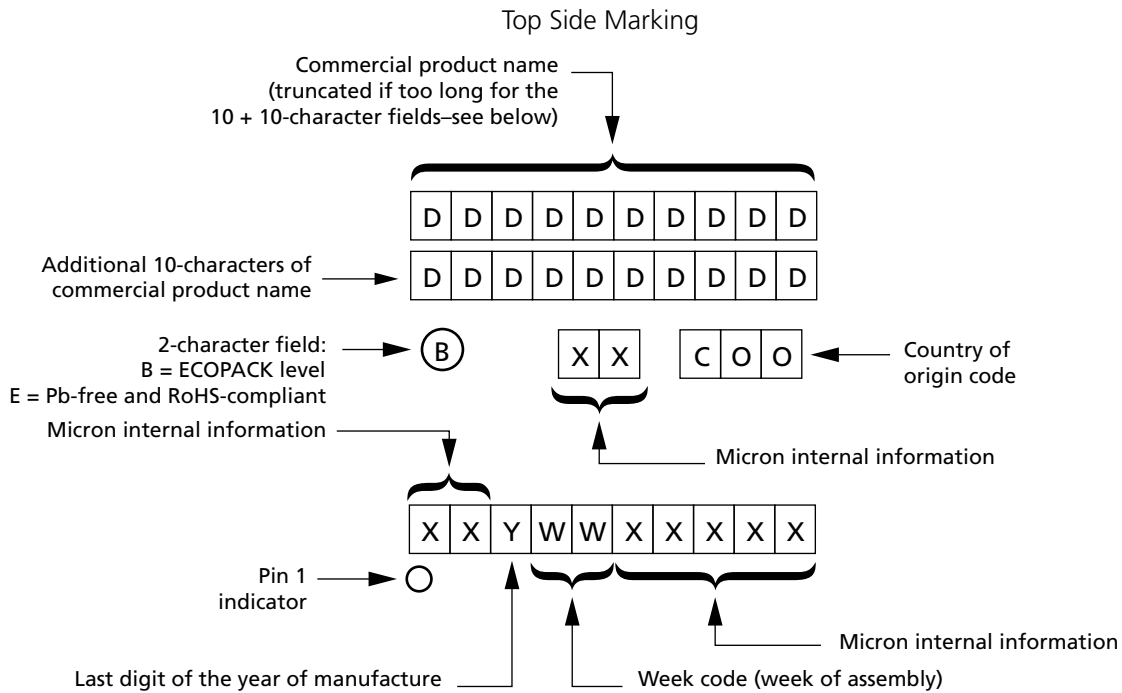 Top Side Marking
Commercial product name
(truncated if too long for the
10 + 10-character fields–see below)
D D D D D D D D D D
Additional 10-characters of
commercial product name
D D D D D D D D D D
2-character field:
B = ECOPACK level
E = Pb-free and RoHS-compliant
B
X X
C O O
Country of
origin code
Micron internal information
Micron internal information
X X Y W W X X X X X
Pin 1
indicator
Micron internal information
Last digit of the year of manufacture
Week code (week of assembly)